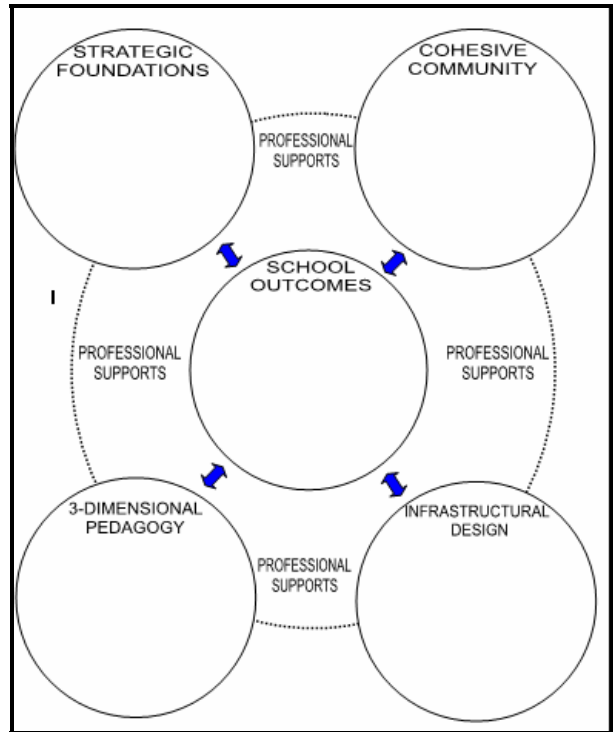 STRATEGIC
FOUNDATIONS
COHESIVE
COMMUNITY
PROFESSIONAL
SUPPORTS
SCHOOL
OUTCOMES
I
PROFESSIONAL
SUPPORTS
PROFESSIONAL
SUPPORTS
3-DIMENSIONAL
PEDAGOGY
INFRASTRUCTURAL
DESIGN
PROFESSIONAL
SUPPORTS